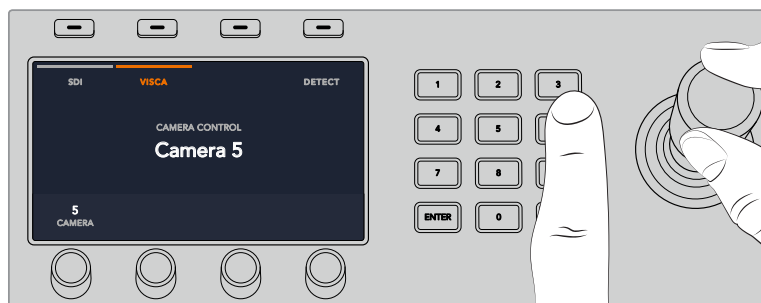 SDI VISCA DETECT
CAMERA CONTROL
Camera 5
5
CAMERA
1 2 3
4 5
7 8
ENTER 0